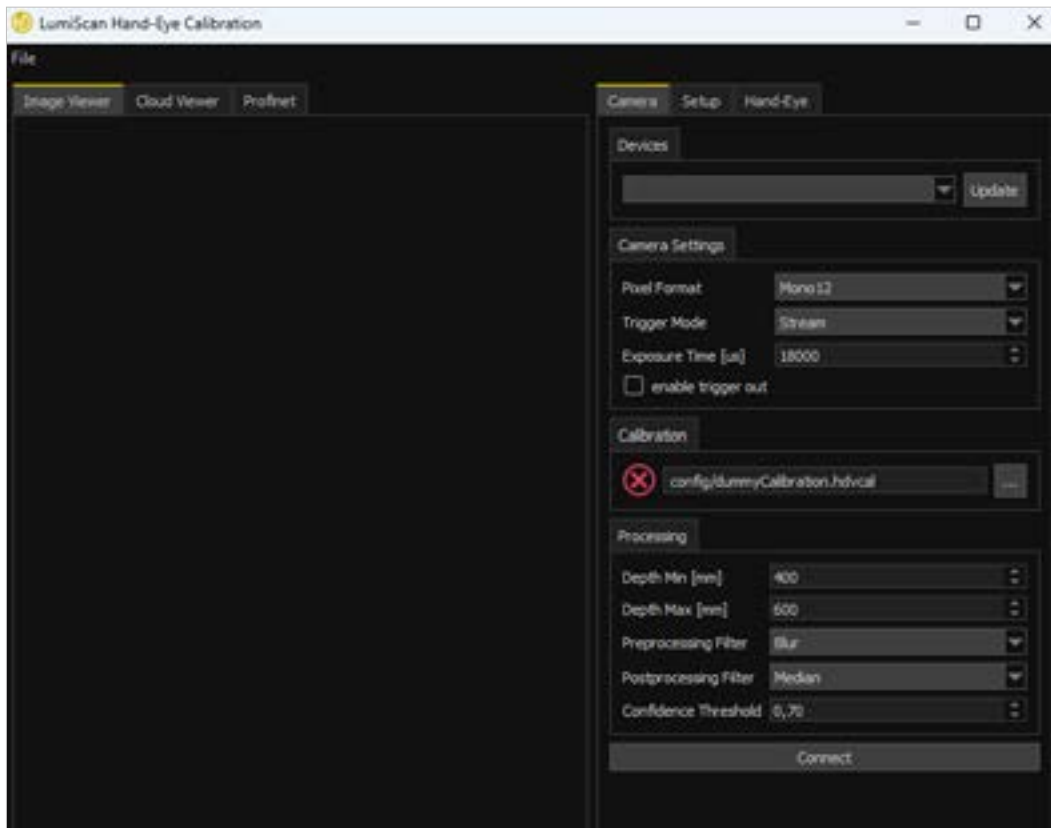 LumiScan Hand-Eye Calibration
File
Image Viewer Cloud Viewer Profinet
Camera Setup Hand-Eye
Devices
Update
Camera Settings
Pixel Format Mono12
Trigger Mode Stream
Exposure Time [us] 18000
enable trigger out
Calibration
config/dummyCalibration.hdvcal ...
Processing
Depth Min [mm] 400
Depth Max [mm] 600
Preprocessing Filter Blur
Postprocessing Filter Median
Confidence Threshold 0,70
Connect